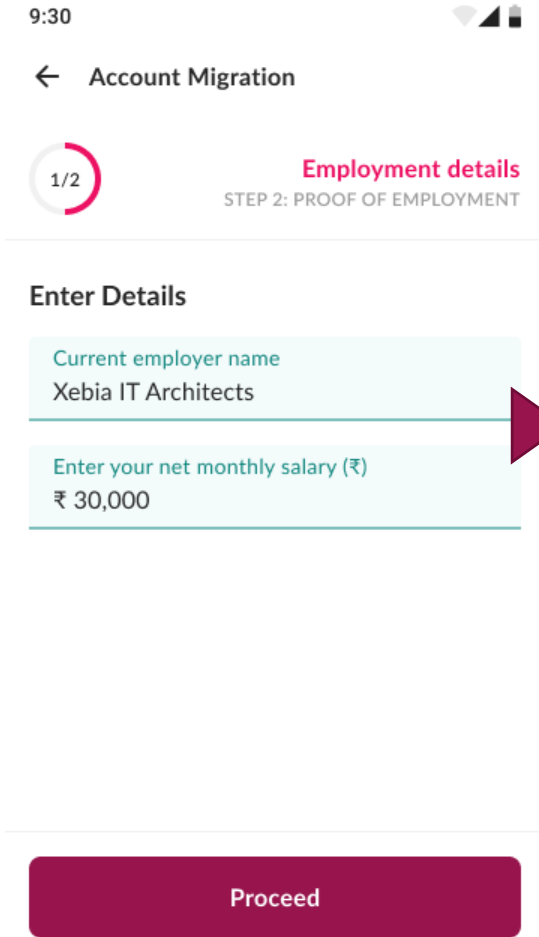 9:30
Account Migration
1/2
Employment details
STEP 2: PROOF OF EMPLOYMENT
Enter Details
Current employer name
Xebia IT Architects
Enter your net monthly salary (₹)
₹ 30,000
Proceed